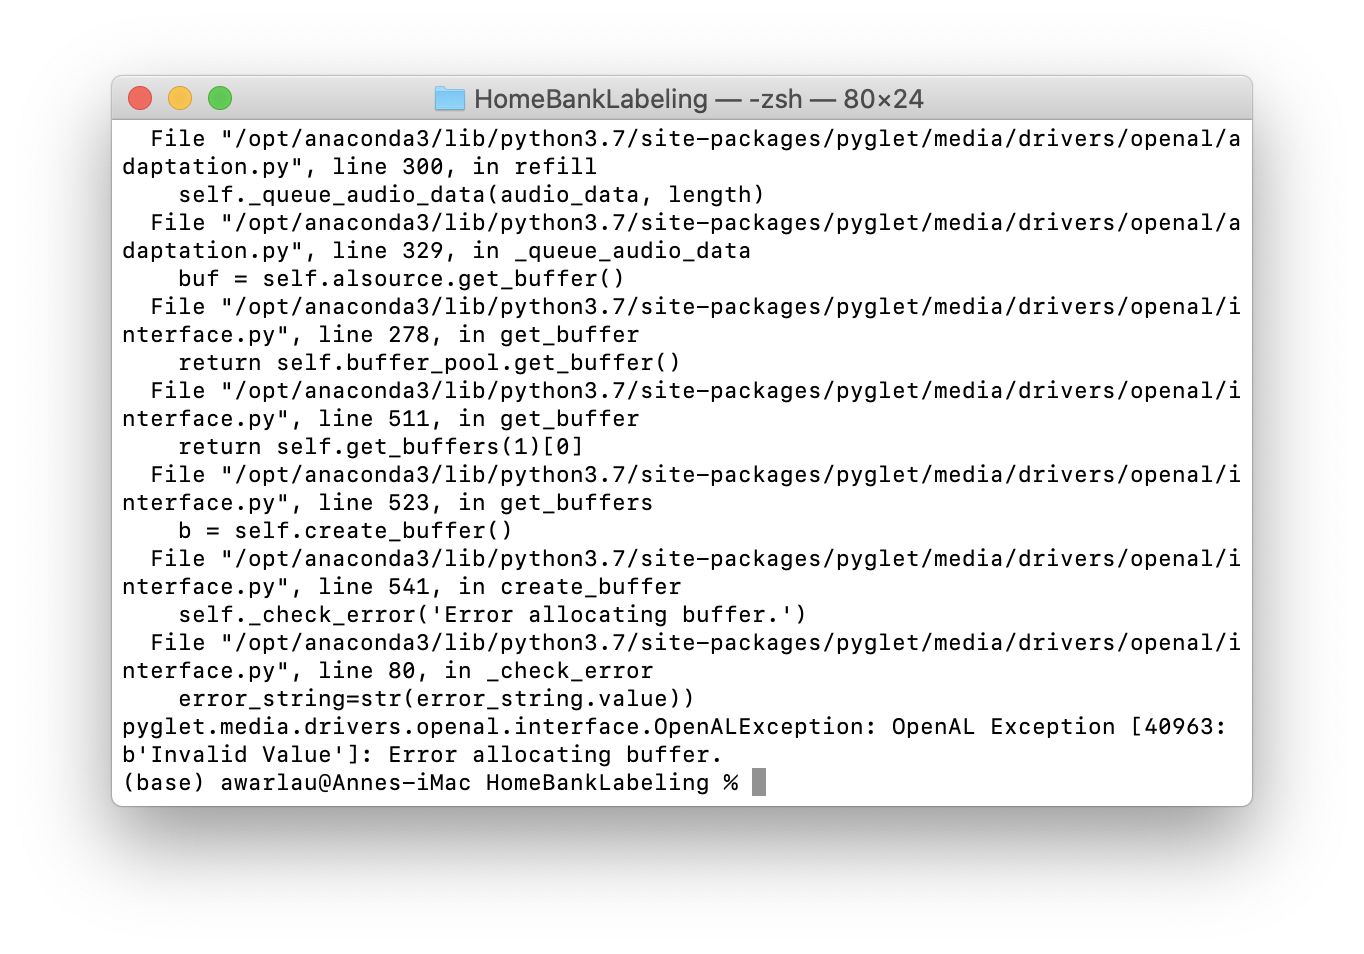 HomeBankLabeling — -zsh — 80×24
  File "/opt/anaconda3/lib/python3.7/site-packages/pyglet/media/drivers/openal/a
daptation.py", line 300, in refill
    self._queue_audio_data(audio_data, length)
  File "/opt/anaconda3/lib/python3.7/site-packages/pyglet/media/drivers/openal/a
daptation.py", line 329, in _queue_audio_data
    buf = self.alsource.get_buffer()
  File "/opt/anaconda3/lib/python3.7/site-packages/pyglet/media/drivers/openal/i
nterface.py", line 278, in get_buffer
    return self.buffer_pool.get_buffer()
  File "/opt/anaconda3/lib/python3.7/site-packages/pyglet/media/drivers/openal/i
nterface.py", line 511, in get_buffer
    return self.get_buffers(1)[0]
  File "/opt/anaconda3/lib/python3.7/site-packages/pyglet/media/drivers/openal/i
nterface.py", line 523, in get_buffers
    b = self.create_buffer()
  File "/opt/anaconda3/lib/python3.7/site-packages/pyglet/media/drivers/openal/i
nterface.py", line 541, in create_buffer
    self._check_error('Error allocating buffer.')
  File "/opt/anaconda3/lib/python3.7/site-packages/pyglet/media/drivers/openal/i
nterface.py", line 80, in _check_error
    error_string=str(error_string.value))
pyglet.media.drivers.openal.interface.OpenALException: OpenAL Exception [40963:
b'Invalid Value']: Error allocating buffer.
(base) awarlau@Annes-iMac HomeBankLabeling %